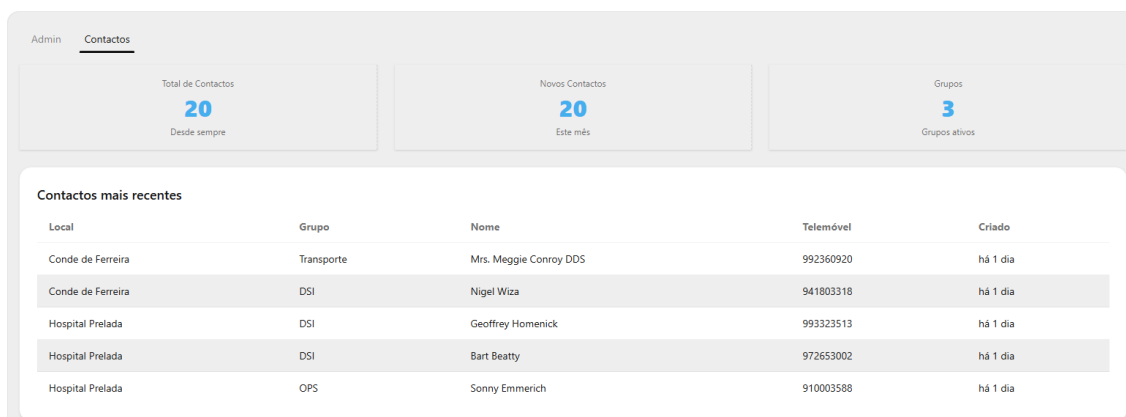 Admin Contactos
Total de Contactos Novos Contactos Grupos
20 20 3
Desde sempre Este mês Grupos ativos
Contactos mais recentes
Local Grupo Nome Telemóvel Criado
Conde de Ferreira Transporte Mrs. Meggie Conroy DDS 992360920 há 1 dia
Conde de Ferreira DSI Nigel Wiza 941803318 há 1 dia
Hospital Prelada DSI Geoffrey Homenick 993323513 há 1 dia
Hospital Prelada DSI Bart Beatty 972653002 há 1 dia
Hospital Prelada OPS Sonny Emmerich 910003588 há 1 dia